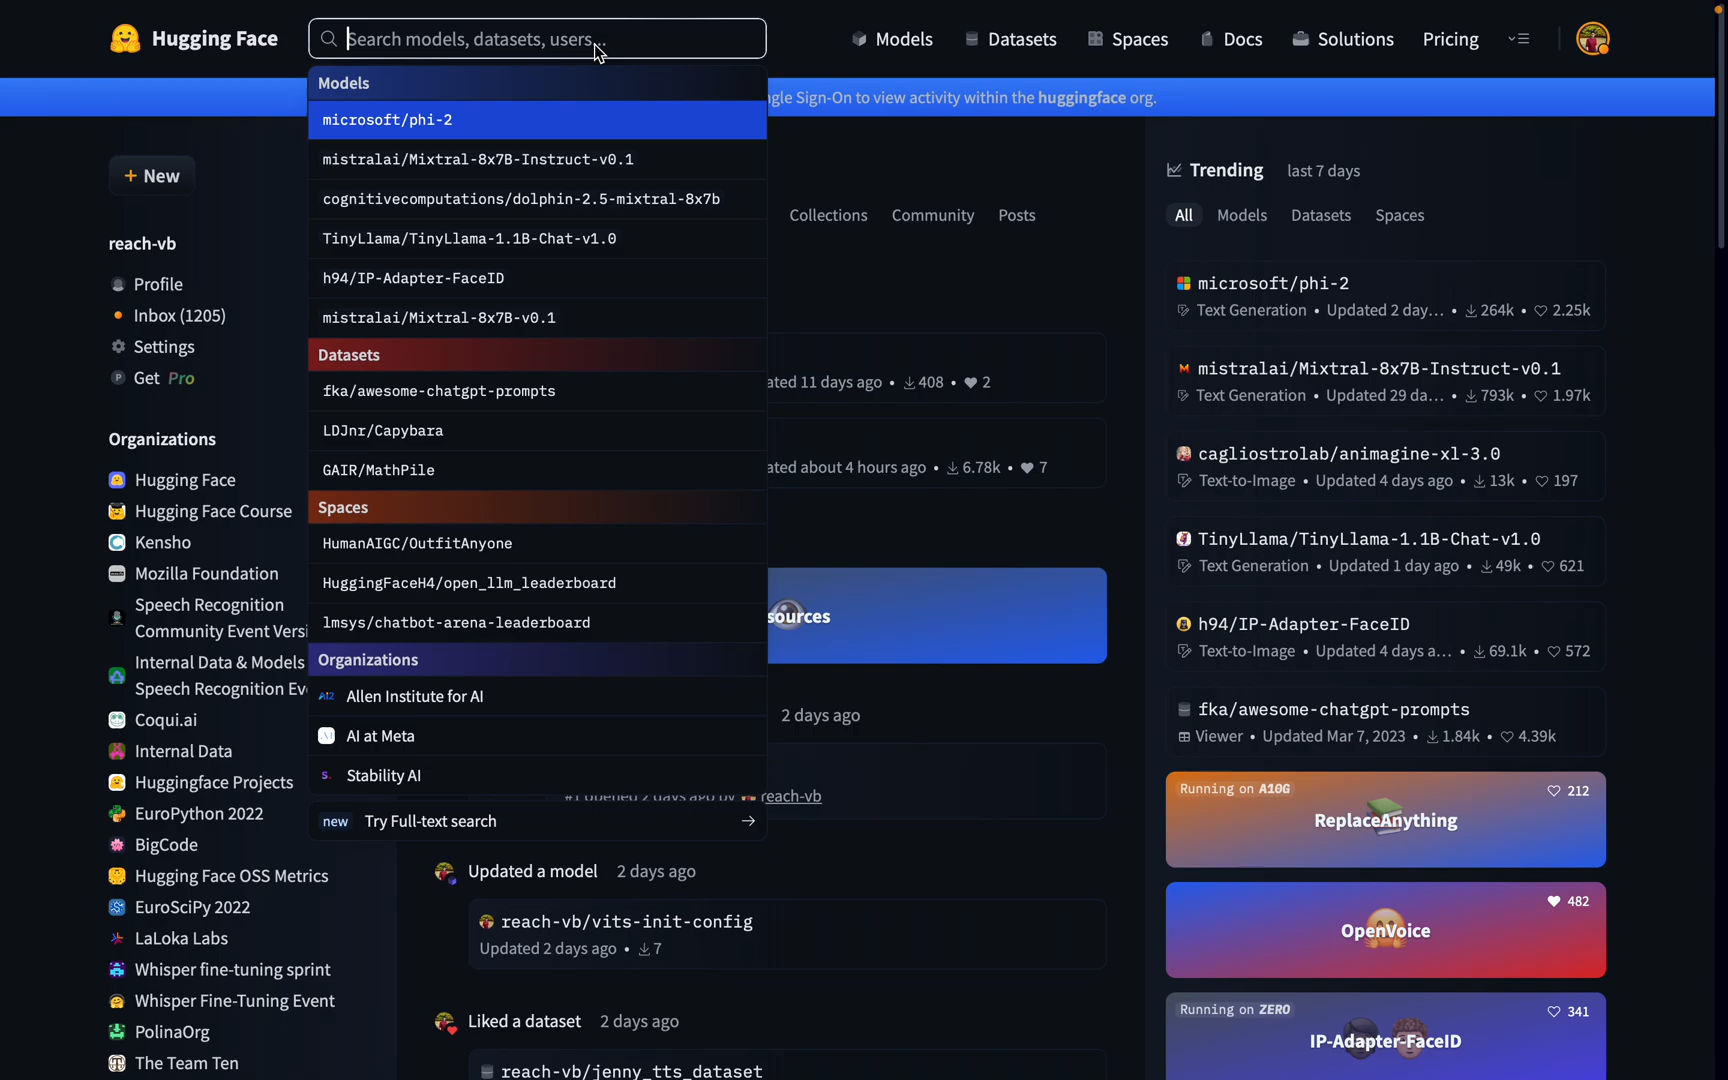 Hugging Face
Search models, datasets, users...
Models
Datasets
Spaces
Docs
Solutions
Pricing
gle Sign-On to view activity within the huggingface org.
+ New
reach-vb
Profile
Inbox (1205)
Settings
Get Pro
Organizations
Hugging Face
Hugging Face Course
Kensho
Mozilla Foundation
Speech Recognition
Community Event Versi
Internal Data & Models
Speech Recognition Ev
Coqui.ai
Internal Data
Huggingface Projects
EuroPython 2022
BigCode
Hugging Face OSS Metrics
EuroSciPy 2022
LaLoka Labs
Whisper fine-tuning sprint
Whisper Fine-Tuning Event
PolinaOrg
The Team Ten
Models
microsoft/phi-2
mistralai/Mixtral-8x7B-Instruct-v0.1
cognitivecomputations/dolphin-2.5-mixtral-8x7b
TinyLlama/TinyLlama-1.1B-Chat-v1.0
h94/IP-Adapter-FaceID
mistralai/Mixtral-8x7B-v0.1
Datasets
fka/awesome-chatgpt-prompts
LDJnr/Capybara
GAIR/MathPile
Spaces
HumanAIGC/OutfitAnyone
HuggingFaceH4/open_llm_leaderboard
lmsys/chatbot-arena-leaderboard
Organizations
Allen Institute for AI
AI at Meta
Stability AI
new Try Full-text search
Collections
Community
Posts
ated 11 days ago • 408 • 2
ated about 4 hours ago • 6.78k • 7
sources
2 days ago
#1 opened 2 days ago by reach-vb
Updated a model 2 days ago
reach-vb/vits-init-config
Updated 2 days ago • 7
Liked a dataset 2 days ago
reach-vb/jenny_tts_dataset
Trending last 7 days
All
Models
Datasets
Spaces
microsoft/phi-2
Text Generation • Updated 2 day... • 264k • 2.25k
mistralai/Mixtral-8x7B-Instruct-v0.1
Text Generation • Updated 29 da... • 793k • 1.97k
cagliostrolab/animagine-xl-3.0
Text-to-Image • Updated 4 days ago • 13k • 197
TinyLlama/TinyLlama-1.1B-Chat-v1.0
Text Generation • Updated 1 day ago • 49k • 621
h94/IP-Adapter-FaceID
Text-to-Image • Updated 4 days a... • 69.1k • 572
fka/awesome-chatgpt-prompts
Viewer • Updated Mar 7, 2023 • 1.84k • 4.39k
Running on A10G
212
ReplaceAnything
482
OpenVoice
Running on ZERO
341
IP-Adapter-FaceID